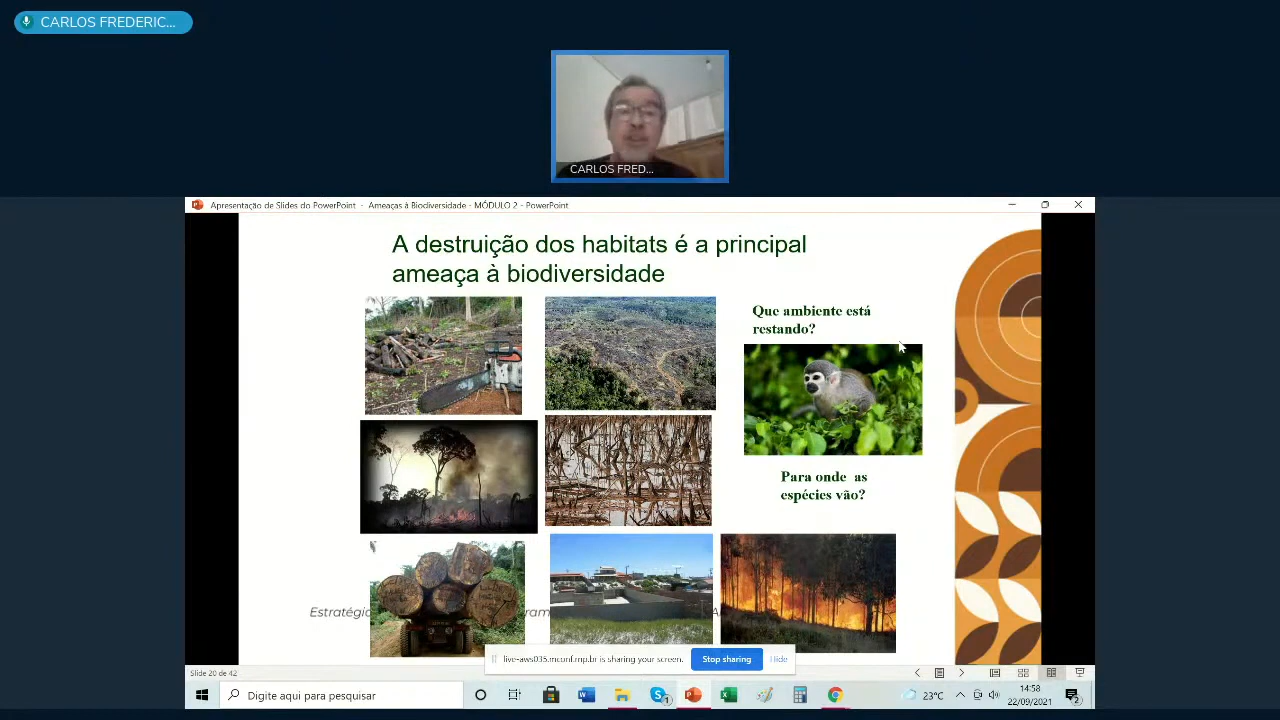 CARLOS FREDERIC...
CARLOS FRED...
Apresentação de Slides do PowerPoint - Ameaças à Biodiversidade - MÓDULO 2 - PowerPoint
A destruição dos habitats é a principal
ameaça à biodiversidade
Que ambiente está
restando?
Para onde as
espécies vão?
live-aws035.mconf.rnp.br is sharing your screen.
Stop sharing
Hide
Slide 20 de 42
Digite aqui para pesquisar
23°C
14:58
22/09/2021
2